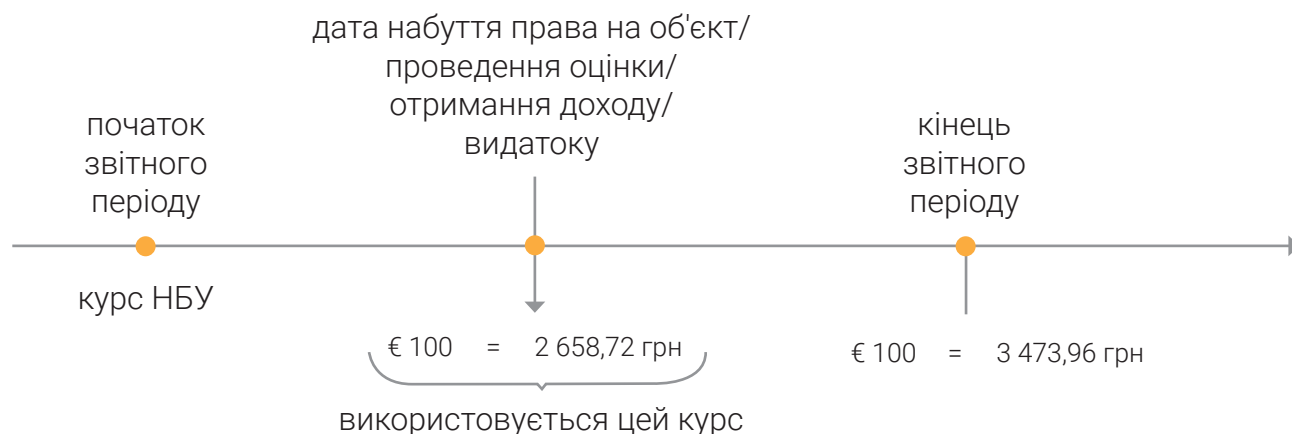 дата набуття права на об'єкт/
проведення оцінки/
отримання доходу/
видатоку
початок
звітного
періоду
кінець
звітного
періоду
курс НБУ
€ 100 = 2 658,72 грн
€ 100 = 3 473,96 грн
використовується цей курс